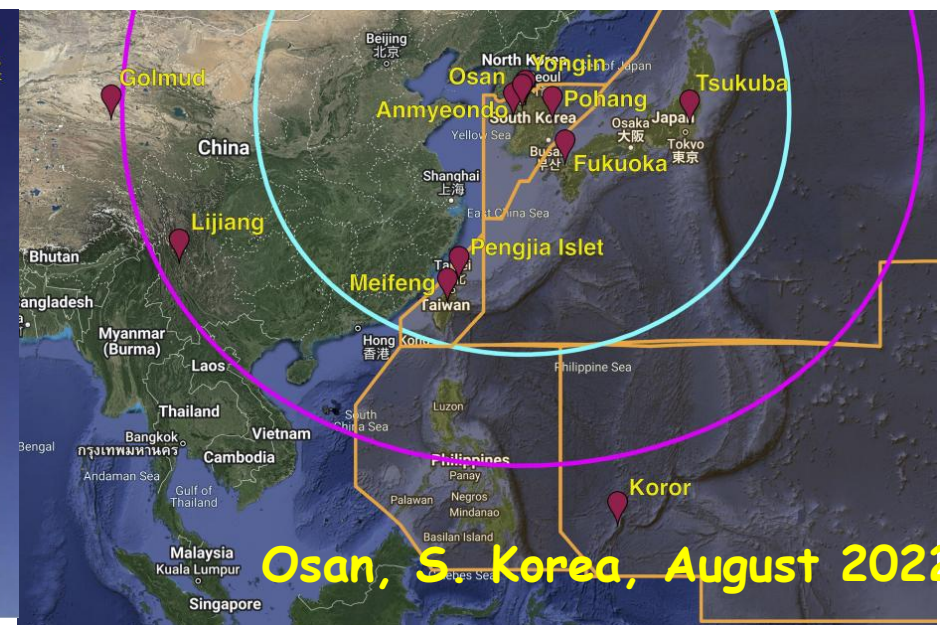 Beijing
北京
Golmud
North Korea
Yongin
Seoul
Sea of Japan
Osan
Tsukuba
Anmyeondo
Pohang
South Korea
Osaka
大阪
Japan
Tokyo
東京
Yellow Sea
China
Busan
부산
Fukuoka
Shanghai
上海
East China Sea
Lijiang
Pengjia Islet
Bhutan
Meifeng
Taiwan
angladesh
Myanmar
(Burma)
Hong Kong
香港
Laos
Philippine Sea
Thailand
Luzon
South
China Sea
Vietnam
Bengal
Bangkok
กรุงเทพมหานคร
Cambodia
Philippines
Panay
Andaman Sea
Gulf of
Thailand
Palawan
Negros
Koror
Mindanao
Basilan Island
Malaysia
Kuala Lumpur
Osan, S. Korea, August 2022
Singapore